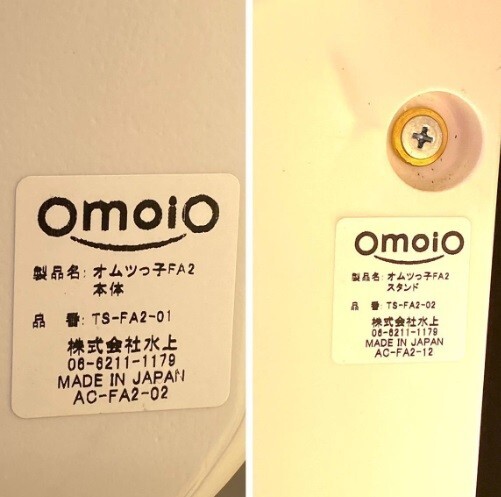 omoio
製品名: オムツっ子FA2
本体
品　番: TS-FA2-01
株式会社水上
06-6211-1179
MADE IN JAPAN
AC-FA2-02
omoio
製品名: オムツっ子FA2
スタンド
品　番: TS-FA2-02
株式会社水上
06-6211-1179
MADE IN JAPAN
AC-FA2-12